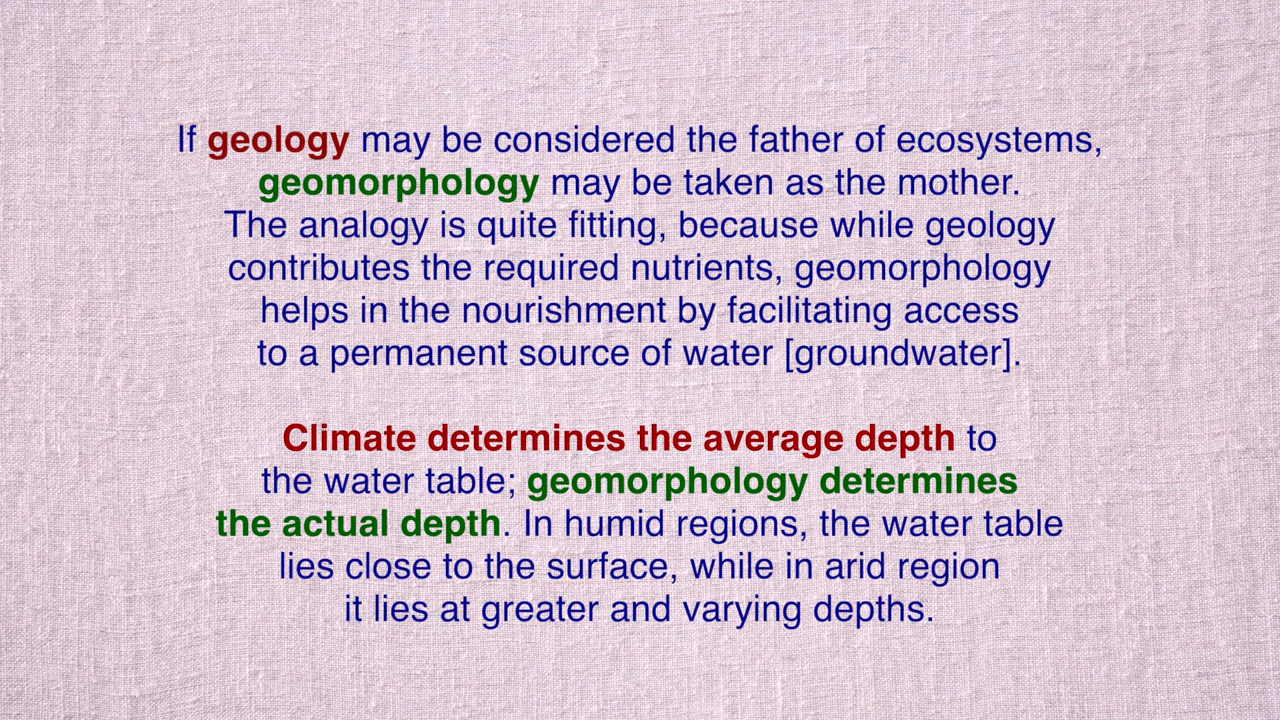 If geology may be considered the father of ecosystems,
geomorphology may be taken as the mother.
The analogy is quite fitting, because while geology
contributes the required nutrients, geomorphology
helps in the nourishment by facilitating access
to a permanent source of water [groundwater].
Climate determines the average depth to
the water table; geomorphology determines
the actual depth. In humid regions, the water table
lies close to the surface, while in arid region
it lies at greater and varying depths.